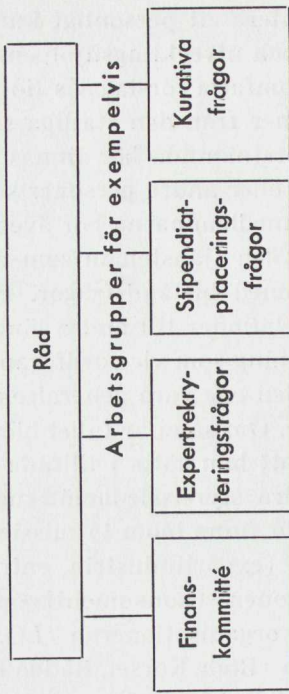 Råd
Arbetsgrupper för exempelvis
Finans-
kommitté
Expertrekry-
teringsfrågor
Stipendiat-
placerings-
frågor
Kurativa
frågor